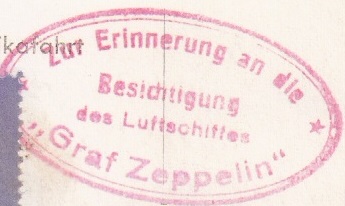 Zur Erinnerung an die
Besichtigung
des Luftschiffes
„Graf Zeppelin“